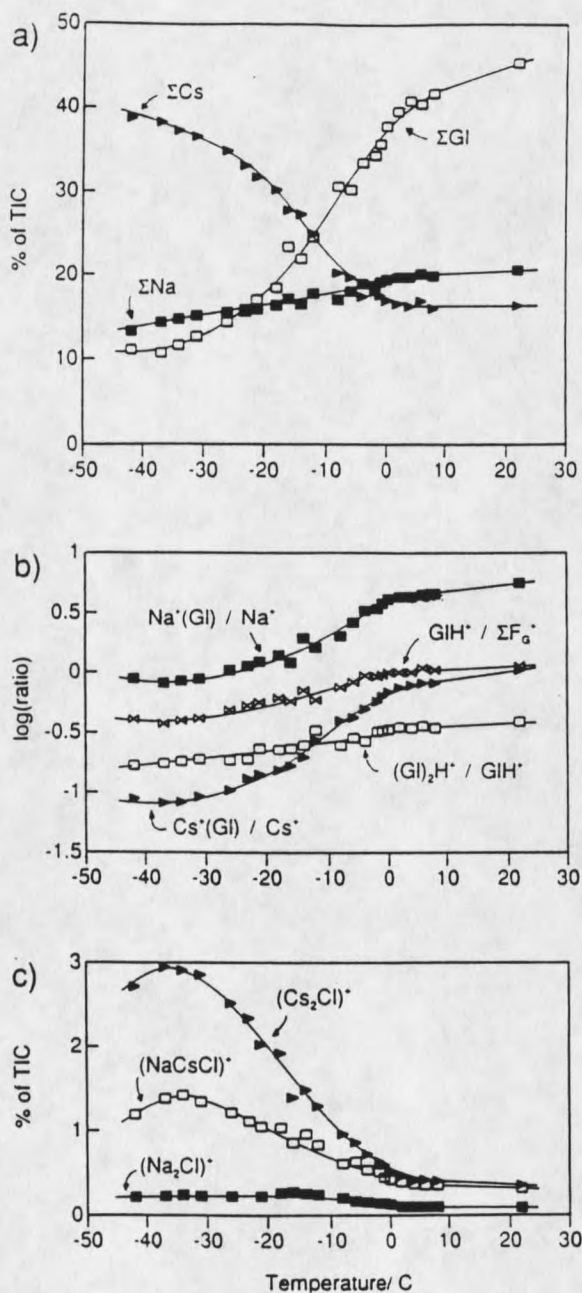 a)
50
40
30
20
10
0
% of TIC
ΣCs
ΣGl
ΣNa
-50 -40 -30 -20 -10 0 10 20 30
b)
1
0.5
0
-0.5
-1
-1.5
log(ratio)
Na⁺(Gl) / Na⁺
GlH⁺ / ΣF_G⁺
(Gl)₂H⁺ / GlH⁺
Cs⁺(Gl) / Cs⁺
-50 -40 -30 -20 -10 0 10 20 30
c)
3
2
1
0
% of TIC
(Cs₂Cl)⁺
(NaCsCl)⁺
(Na₂Cl)⁺
-50 -40 -30 -20 -10 0 10 20 30
Temperature/ C